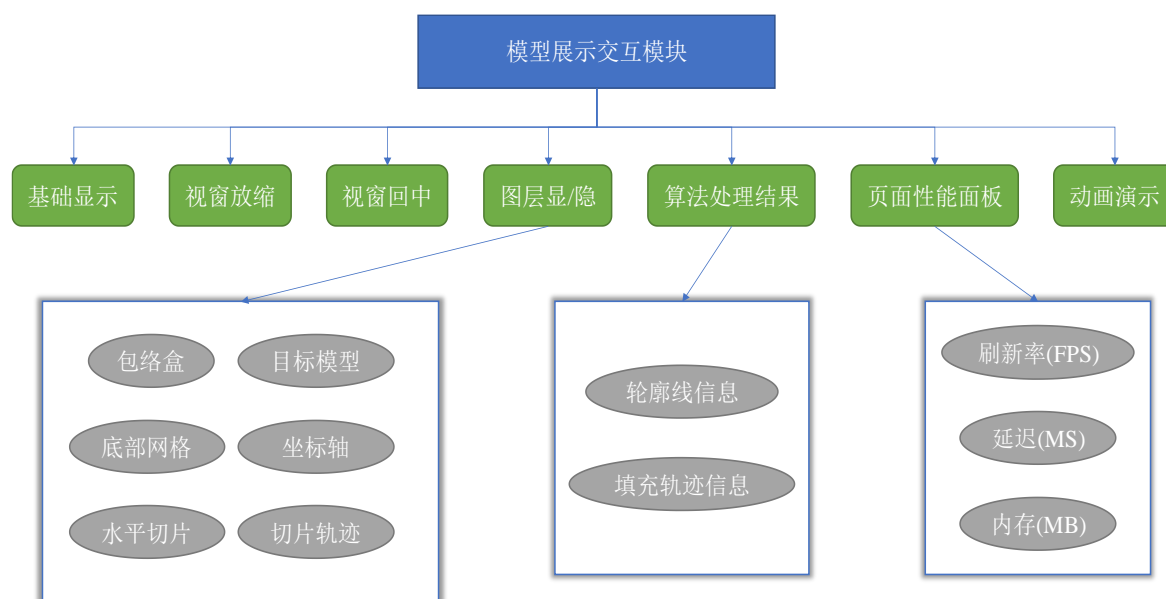 模型展示交互模块
基础显示
视窗放缩
视窗回中
图层显/隐
算法处理结果
页面性能面板
动画演示
包络盒
目标模型
底部网格
坐标轴
水平切片
切片轨迹
轮廓线信息
填充轨迹信息
刷新率(FPS)
延迟(MS)
内存(MB)